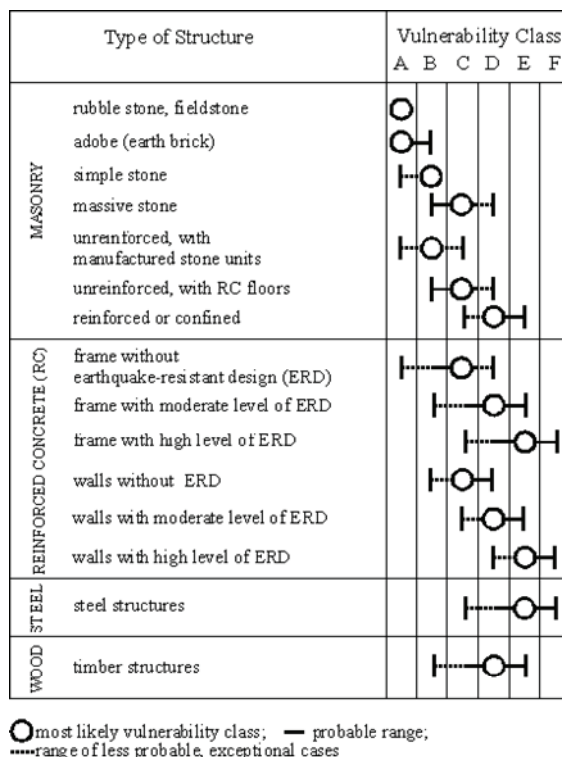 Type of Structure
Vulnerability Class
A B C D E F
MASONRY
rubble stone, fieldstone
adobe (earth brick)
simple stone
massive stone
unreinforced, with
manufactured stone units
unreinforced, with RC floors
reinforced or confined
REINFORCED CONCRETE (RC)
frame without
earthquake-resistant design (ERD)
frame with moderate level of ERD
frame with high level of ERD
walls without ERD
walls with moderate level of ERD
walls with high level of ERD
STEEL
steel structures
WOOD
timber structures
most likely vulnerability class; probable range;
range of less probable, exceptional cases